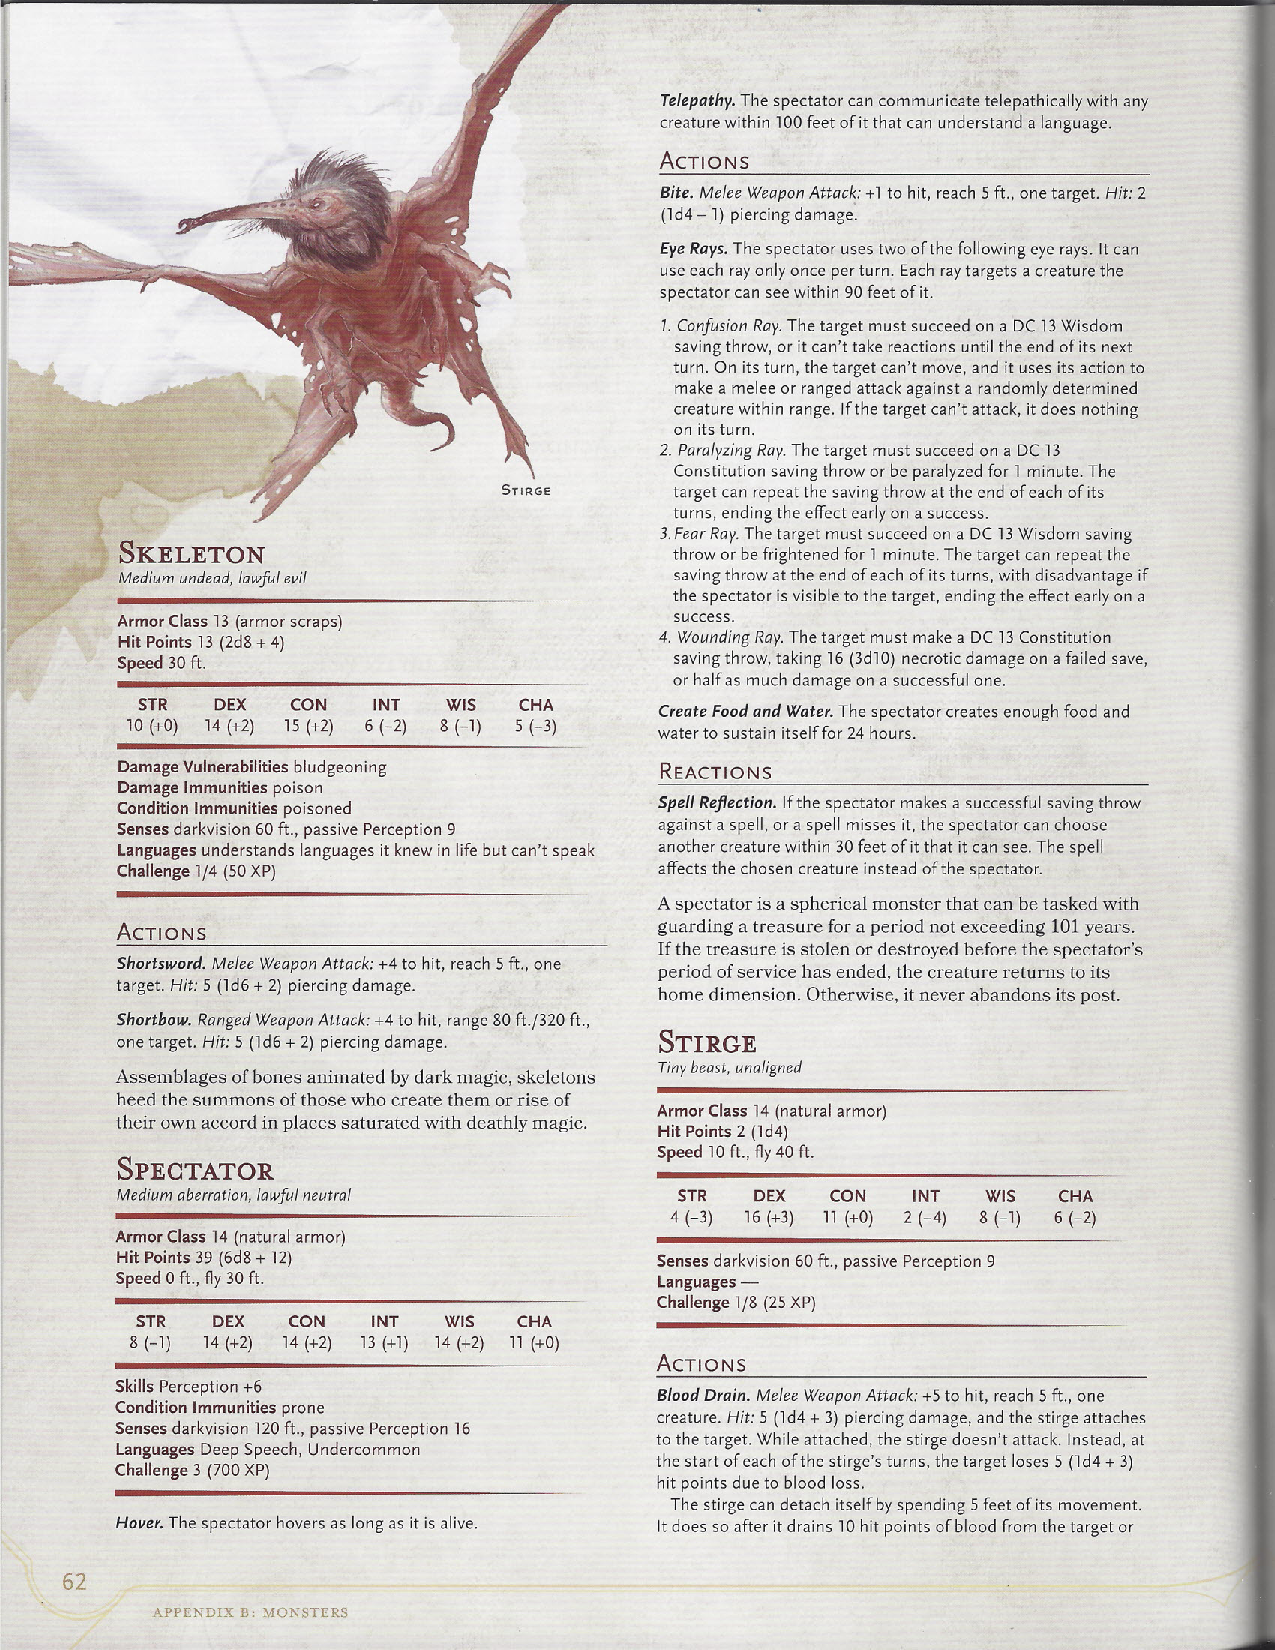 STIRGE
SKELETON
Medium undead, lawful evil
Armor Class 13 (armor scraps)
Hit Points 13 (2d8 + 4)
Speed 30 ft.
STR DEX CON INT WIS CHA
10 (+0) 14 (+2) 15 (+2) 6 (–2) 8 (–1) 5 (–3)
Damage Vulnerabilities bludgeoning
Damage Immunities poison
Condition Immunities poisoned
Senses darkvision 60 ft., passive Perception 9
Languages understands languages it knew in life but can't speak
Challenge 1/4 (50 XP)
ACTIONS
Shortsword. Melee Weapon Attack: +4 to hit, reach 5 ft., one
target. Hit: 5 (1d6 + 2) piercing damage.
Shortbow. Ranged Weapon Attack: +4 to hit, range 80 ft./320 ft.,
one target. Hit: 5 (1d6 + 2) piercing damage.
Assemblages of bones animated by dark magic, skeletons
heed the summons of those who create them or rise of
their own accord in places saturated with deathly magic.
SPECTATOR
Medium aberration, lawful neutral
Armor Class 14 (natural armor)
Hit Points 39 (6d8 + 12)
Speed 0 ft., fly 30 ft.
STR DEX CON INT WIS CHA
8 (–1) 14 (+2) 14 (+2) 13 (+1) 14 (+2) 11 (+0)
Skills Perception +6
Condition Immunities prone
Senses darkvision 120 ft., passive Perception 16
Languages Deep Speech, Undercommon
Challenge 3 (700 XP)
Hover. The spectator hovers as long as it is alive.
Telepathy. The spectator can communicate telepathically with any
creature within 100 feet of it that can understand a language.
ACTIONS
Bite. Melee Weapon Attack: +1 to hit, reach 5 ft., one target. Hit: 2
(1d4 – 1) piercing damage.
Eye Rays. The spectator uses two of the following eye rays. It can
use each ray only once per turn. Each ray targets a creature the
spectator can see within 90 feet of it.
1. Confusion Ray. The target must succeed on a DC 13 Wisdom
saving throw, or it can't take reactions until the end of its next
turn. On its turn, the target can't move, and it uses its action to
make a melee or ranged attack against a randomly determined
creature within range. If the target can't attack, it does nothing
on its turn.
2. Paralyzing Ray. The target must succeed on a DC 13
Constitution saving throw or be paralyzed for 1 minute. The
target can repeat the saving throw at the end of each of its
turns, ending the effect early on a success.
3. Fear Ray. The target must succeed on a DC 13 Wisdom saving
throw or be frightened for 1 minute. The target can repeat the
saving throw at the end of each of its turns, with disadvantage if
the spectator is visible to the target, ending the effect early on a
success.
4. Wounding Ray. The target must make a DC 13 Constitution
saving throw, taking 16 (3d10) necrotic damage on a failed save,
or half as much damage on a successful one.
Create Food and Water. The spectator creates enough food and
water to sustain itself for 24 hours.
REACTIONS
Spell Reflection. If the spectator makes a successful saving throw
against a spell, or a spell misses it, the spectator can choose
another creature within 30 feet of it that it can see. The spell
affects the chosen creature instead of the spectator.
A spectator is a spherical monster that can be tasked with
guarding a treasure for a period not exceeding 101 years.
If the treasure is stolen or destroyed before the spectator's
period of service has ended, the creature returns to its
home dimension. Otherwise, it never abandons its post.
STIRGE
Tiny beast, unaligned
Armor Class 14 (natural armor)
Hit Points 2 (1d4)
Speed 10 ft., fly 40 ft.
STR DEX CON INT WIS CHA
4 (–3) 16 (+3) 11 (+0) 2 (–4) 8 (–1) 6 (–2)
Senses darkvision 60 ft., passive Perception 9
Languages —
Challenge 1/8 (25 XP)
ACTIONS
Blood Drain. Melee Weapon Attack: +5 to hit, reach 5 ft., one
creature. Hit: 5 (1d4 + 3) piercing damage, and the stirge attaches
to the target. While attached, the stirge doesn't attack. Instead, at
the start of each of the stirge's turns, the target loses 5 (1d4 + 3)
hit points due to blood loss.
The stirge can detach itself by spending 5 feet of its movement.
It does so after it drains 10 hit points of blood from the target or
62
APPENDIX B: MONSTERS